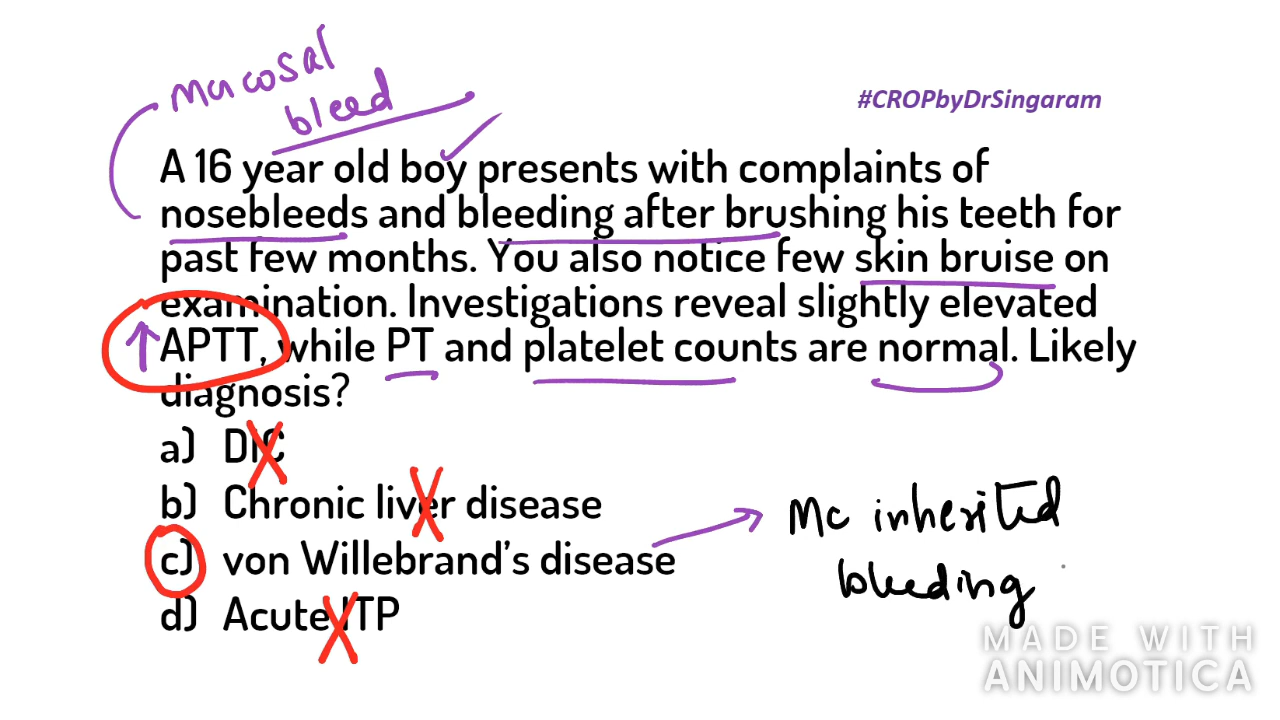 mucosal
bleed
#CROPbyDrSingaram
A 16 year old boy presents with complaints of
nosebleeds and bleeding after brushing his teeth for
past few months. You also notice few skin bruise on
examination. Investigations reveal slightly elevated
↑ APTT, while PT and platelet counts are normal. Likely
diagnosis?
a) DIC
b) Chronic liver disease
c) von Willebrand's disease
d) Acute ITP
Mc inherited
bleeding
MADE WITH
ANIMOTICA